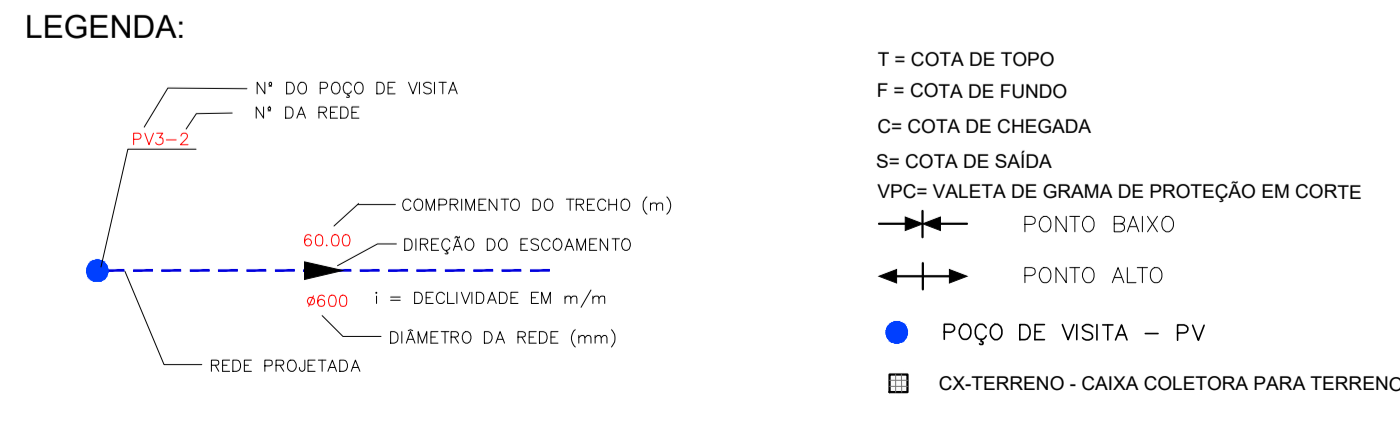 LEGENDA:
Nº DO POÇO DE VISITA
Nº DA REDE
PV3-2
COMPRIMENTO DO TRECHO (m)
60.00
DIREÇÃO DO ESCOAMENTO
ø600 i = DECLIVIDADE EM m/m
DIÂMETRO DA REDE (mm)
REDE PROJETADA
T = COTA DE TOPO
F = COTA DE FUNDO
C= COTA DE CHEGADA
S= COTA DE SAÍDA
VPC= VALETA DE GRAMA DE PROTEÇÃO EM CORTE
PONTO BAIXO
PONTO ALTO
POÇO DE VISITA - PV
CX-TERRENO - CAIXA COLETORA PARA TERRENO